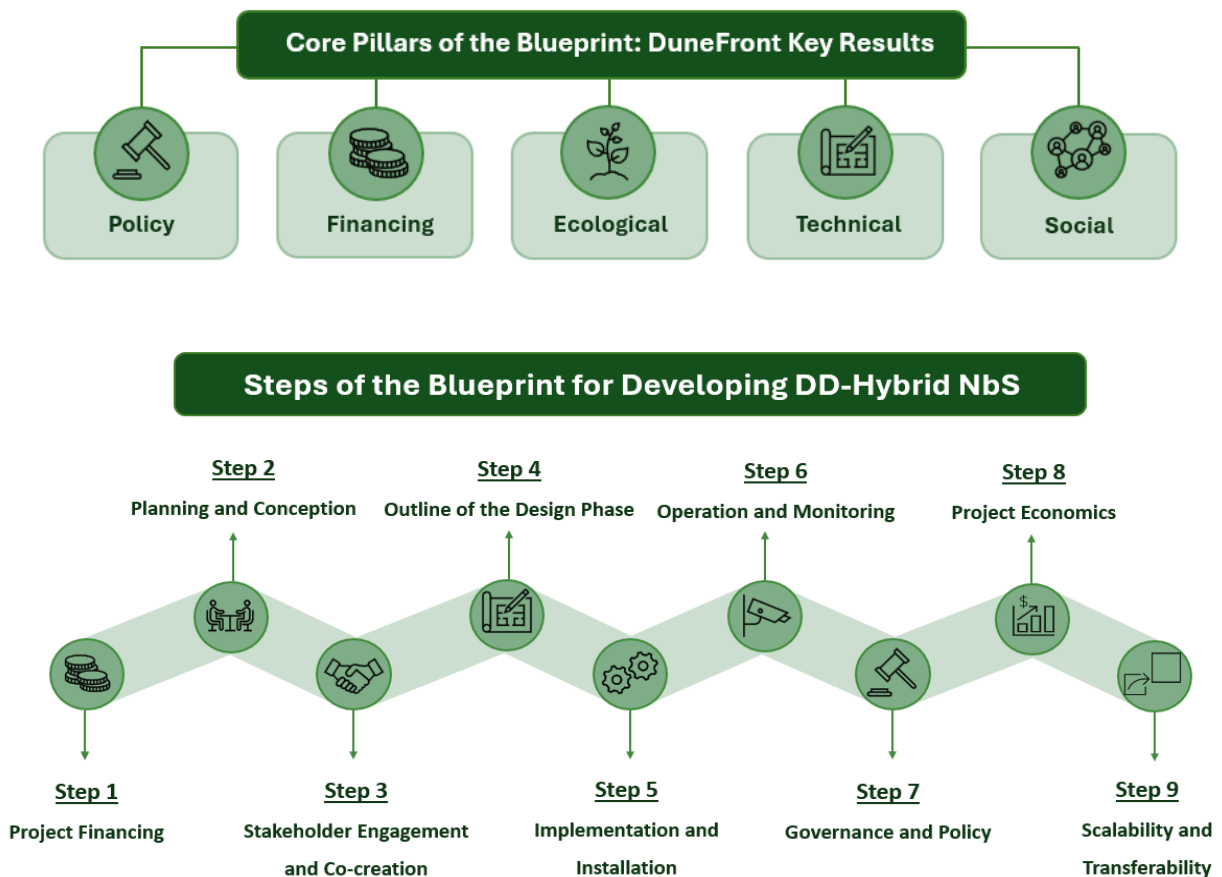 Core Pillars of the Blueprint: DuneFront Key Results
Policy
Financing
Ecological
Technical
Social
Steps of the Blueprint for Developing DD-Hybrid NbS
Step 1
Project Financing
Step 2
Planning and Conception
Step 3
Stakeholder Engagement
and Co-creation
Step 4
Outline of the Design Phase
Step 5
Implementation and
Installation
Step 6
Operation and Monitoring
Step 7
Governance and Policy
Step 8
Project Economics
$
Step 9
Scalability and
Transferability